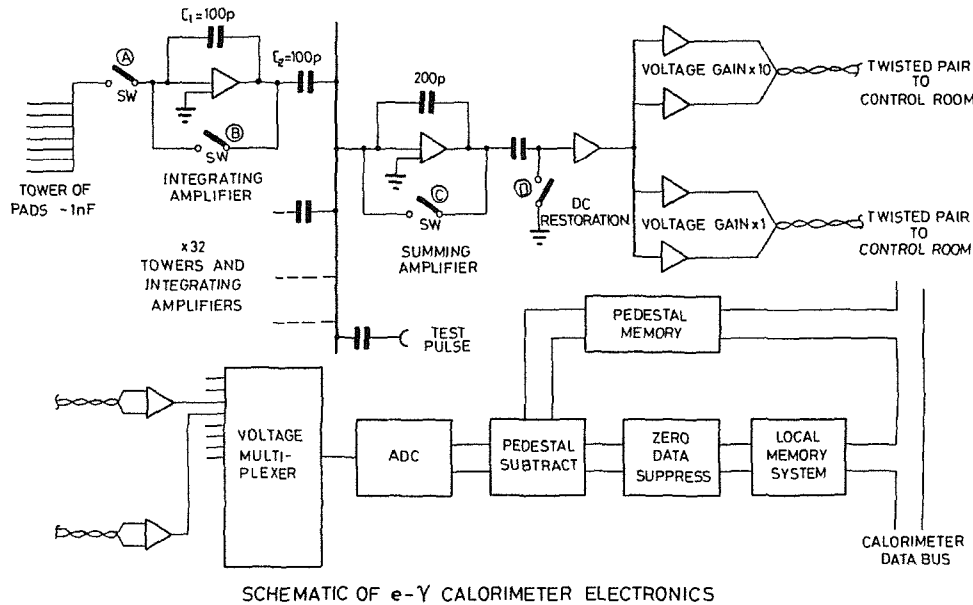 C₁=100p
C₂=100p
A
SW
B
SW
INTEGRATING
AMPLIFIER
TOWER OF
PADS ~1nF
×32
TOWERS AND
INTEGRATING
AMPLIFIERS
200p
C
SW
SUMMING
AMPLIFIER
D
DC
RESTORATION
TEST
PULSE
VOLTAGE GAIN×10
TWISTED PAIR
TO
CONTROL ROOM
VOLTAGE GAIN×1
TWISTED PAIR
TO
CONTROL ROOM
PEDESTAL
MEMORY
VOLTAGE
MULTI-
PLEXER
ADC
PEDESTAL
SUBTRACT
ZERO
DATA
SUPPRESS
LOCAL
MEMORY
SYSTEM
CALORIMETER
DATA BUS
SCHEMATIC OF e-γ CALORIMETER ELECTRONICS